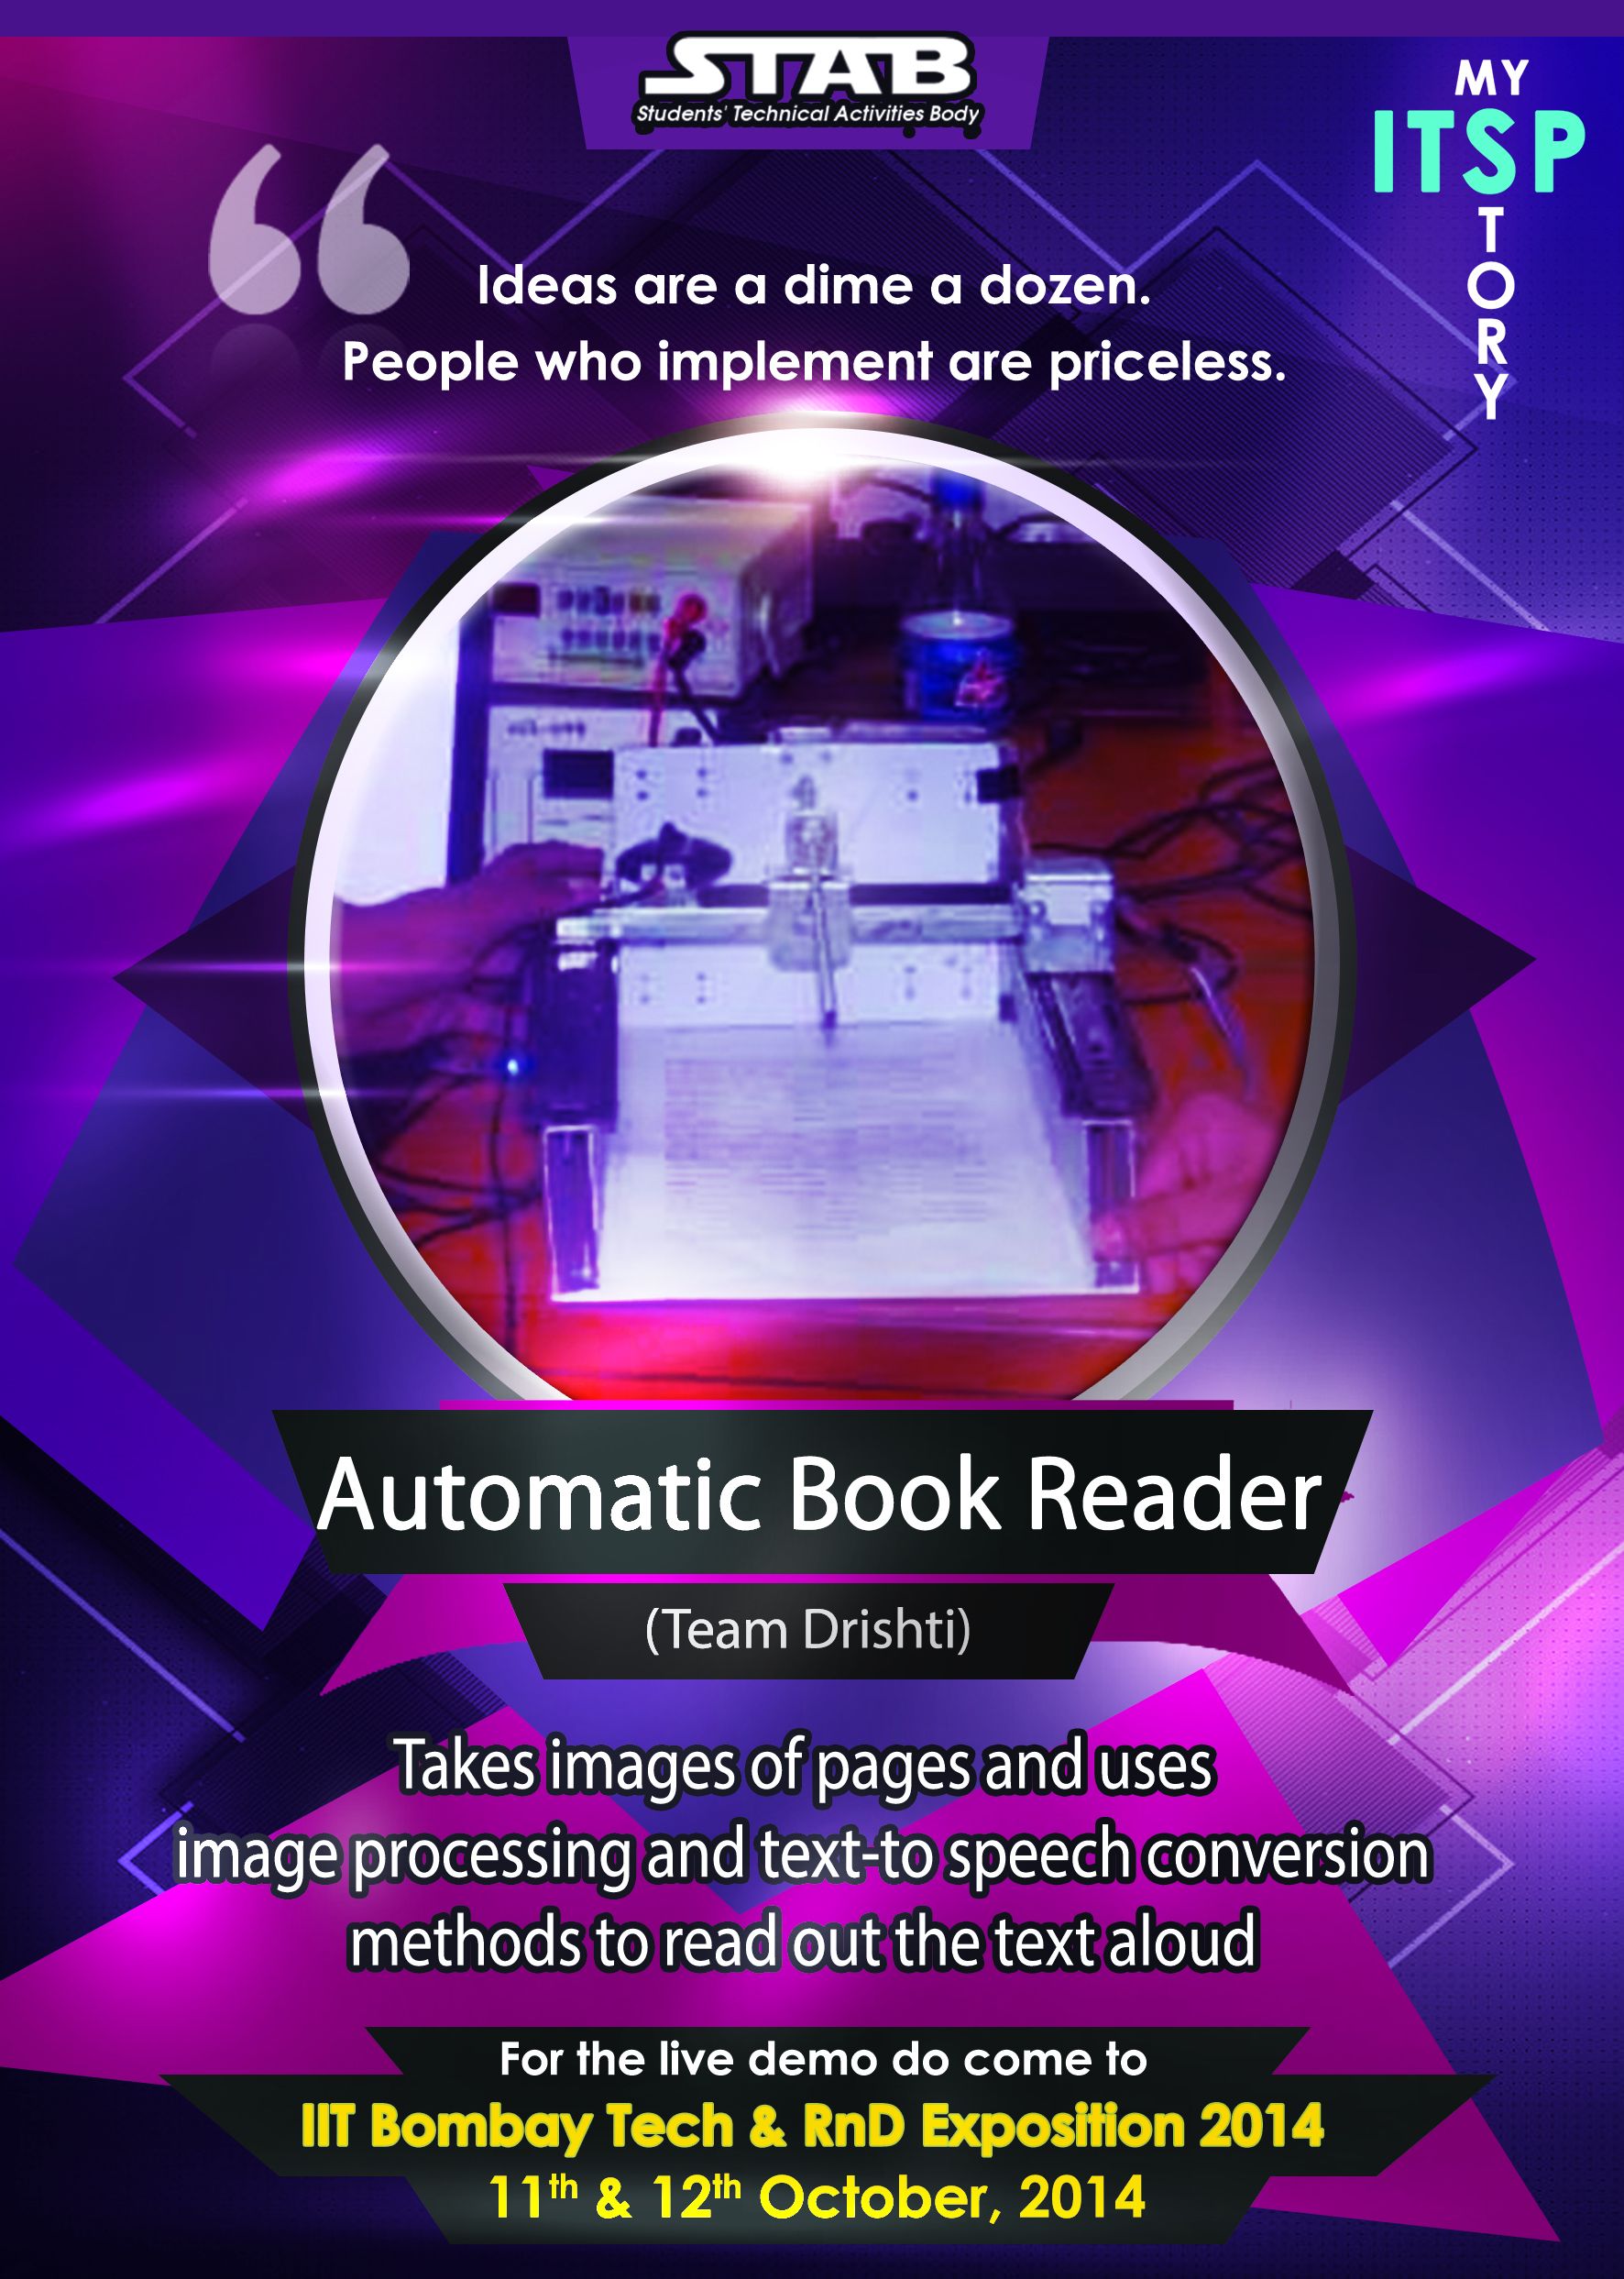 STAB
Students' Technical Activities Body
MY
ITSP
TORY
Ideas are a dime a dozen.
People who implement are priceless.
Automatic Book Reader
(Team Drishti)
Takes images of pages and uses
image processing and text-to speech conversion
methods to read out the text aloud
For the live demo do come to
IIT Bombay Tech & RnD Exposition 2014
11th & 12th October, 2014